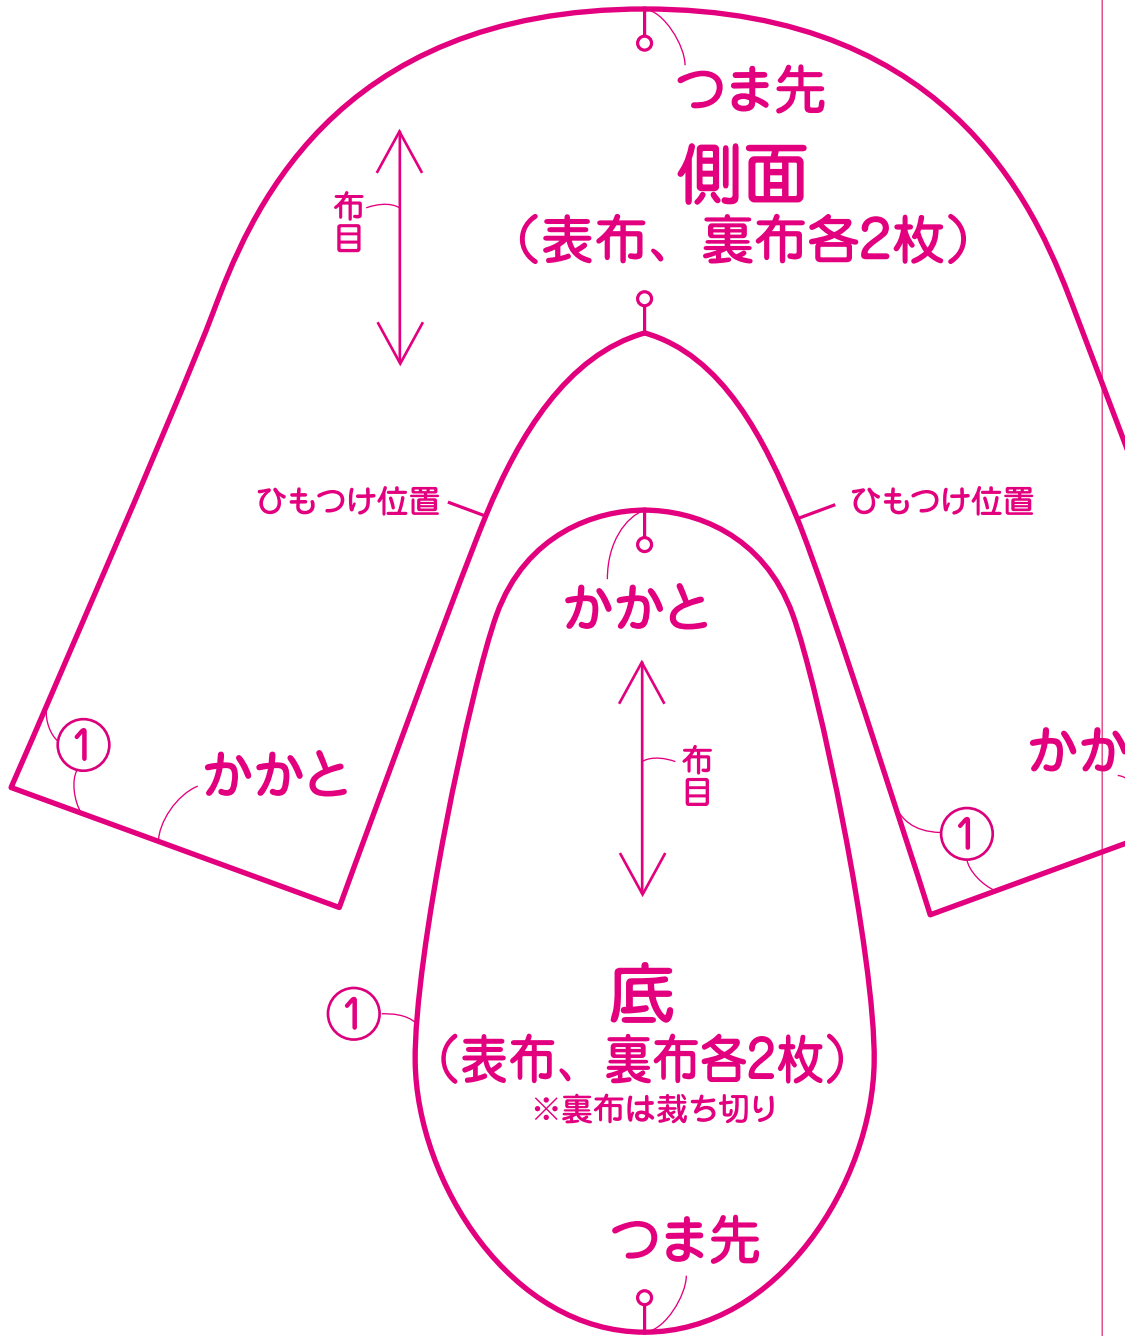 つま先
側面
（表布、裏布各2枚）
布目
ひもつけ位置
ひもつけ位置
かかと
布目
①
かかと
かか
①
底
①
（表布、裏布各2枚）
※裏布は裁ち切り
つま先